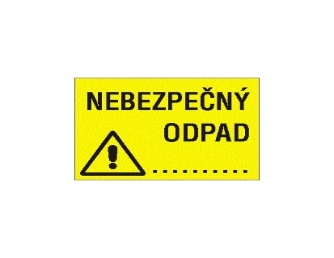 NEBEZPEČNÝ
ODPAD
..........